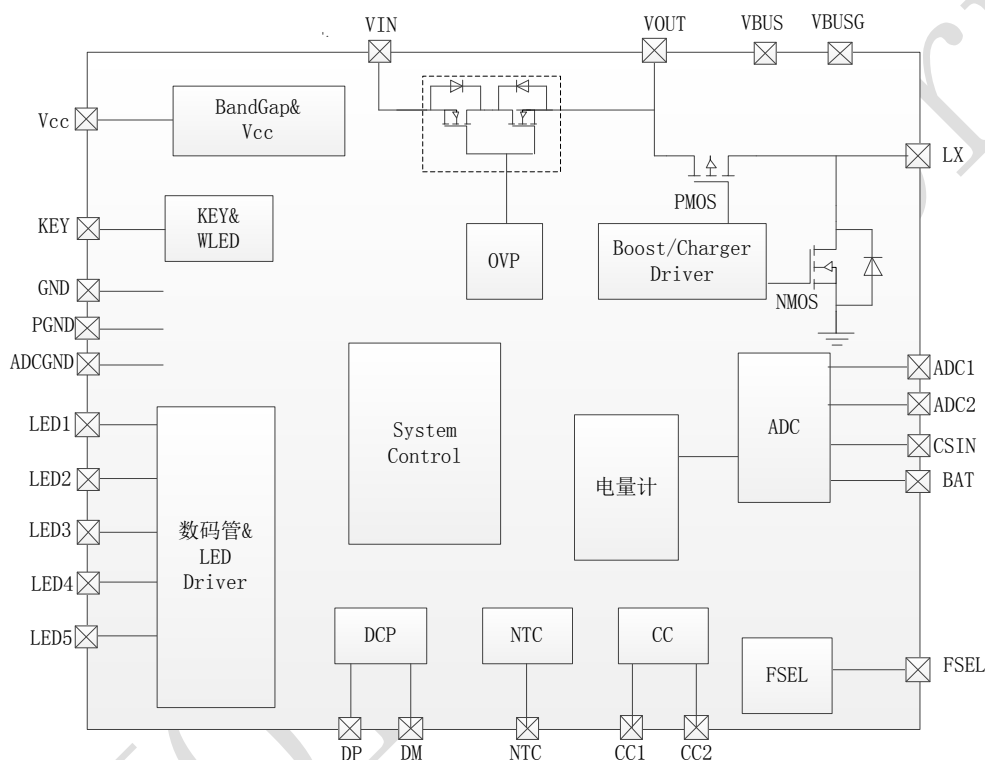 VIN
VOUT
VBUS
VBUSG
Vcc
BandGap&
Vcc
LX
PMOS
KEY
KEY&
WLED
OVP
Boost/Charger
Driver
NMOS
GND
PGND
ADCGND
ADC1
ADC2
CSIN
BAT
ADC
System
Control
电量计
LED1
LED2
LED3
LED4
LED5
数码管&
LED
Driver
DCP
NTC
CC
FSEL
FSEL
DP
DM
NTC
CC1
CC2